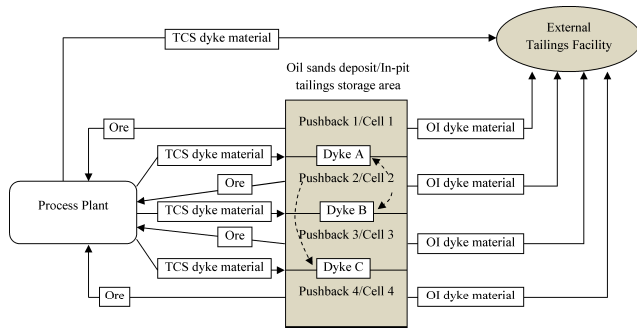 External
Tailings Facility
TCS dyke material
Oil sands deposit/In-pit
tailings storage area
Pushback 1/Cell 1
OI dyke material
Ore
TCS dyke material
Dyke A
Ore
Pushback 2/Cell 2
OI dyke material
Process Plant
TCS dyke material
Dyke B
Ore
Pushback 3/Cell 3
OI dyke material
TCS dyke material
Dyke C
Ore
Pushback 4/Cell 4
OI dyke material